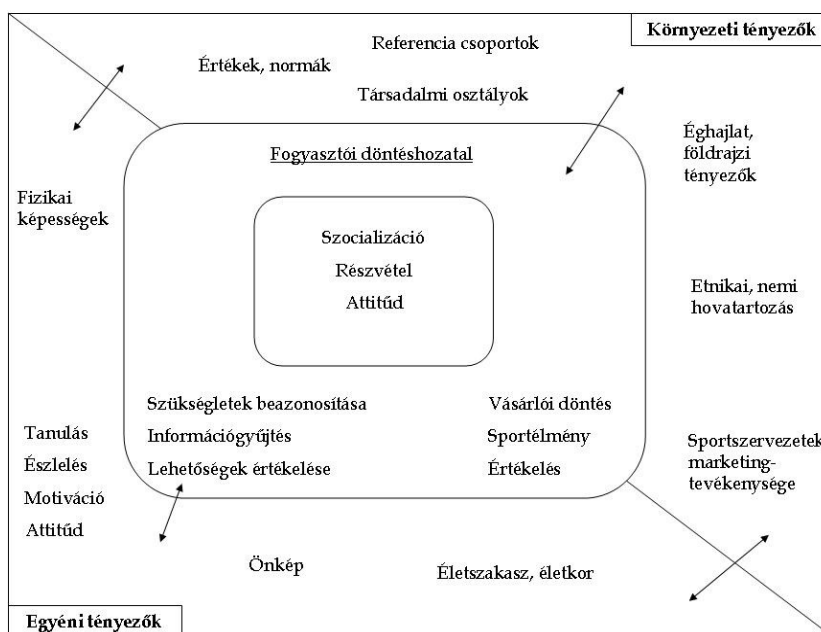 Referencia csoportok
Környezeti tényezők
Értékek, normák
Társadalmi osztályok
Éghajlat,
földrajzi
tényezők
Fogyasztói döntéshozatal
Fizikai
képességek
Szocializáció
Részvétel
Attitűd
Etnikai, nemi
hovatartozás
Szükségletek beazonosítása
Információgyűjtés
Lehetőségek értékelése
Vásárlói döntés
Sportélmény
Értékelés
Tanulás
Észlelés
Motiváció
Attitűd
Sportszervezetek
marketing-
tevékenysége
Önkép
Életszakasz, életkor
Egyéni tényezők